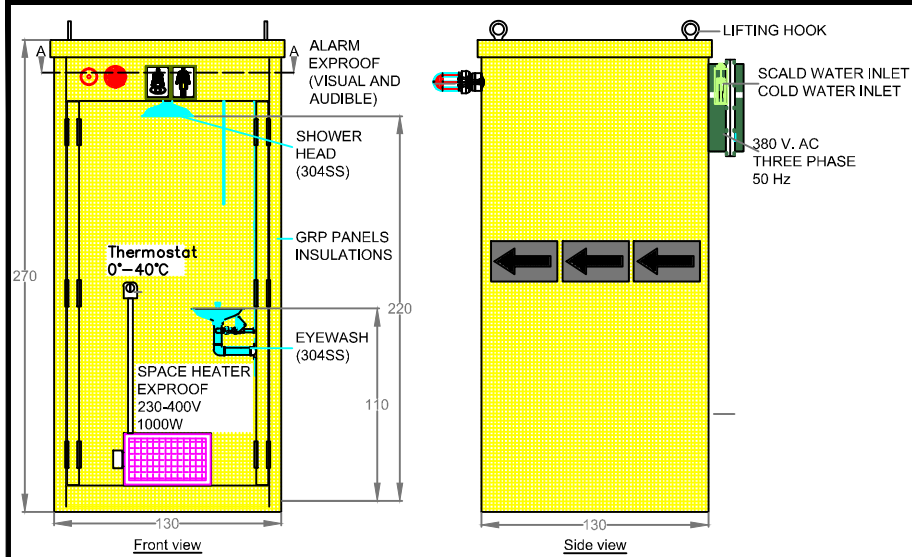 A
A
ALARM
EXPROOF
(VISUAL AND
AUDIBLE)
SHOWER
HEAD
(304SS)
GRP PANELS
INSULATIONS
Thermostat
0°-40°C
270
220
EYEWASH
(304SS)
SPACE HEATER
EXPROOF
230-400V
1000W
110
130
Front view
LIFTING HOOK
SCALD WATER INLET
COLD WATER INLET
380 V. AC
THREE PHASE
50 Hz
130
Side view